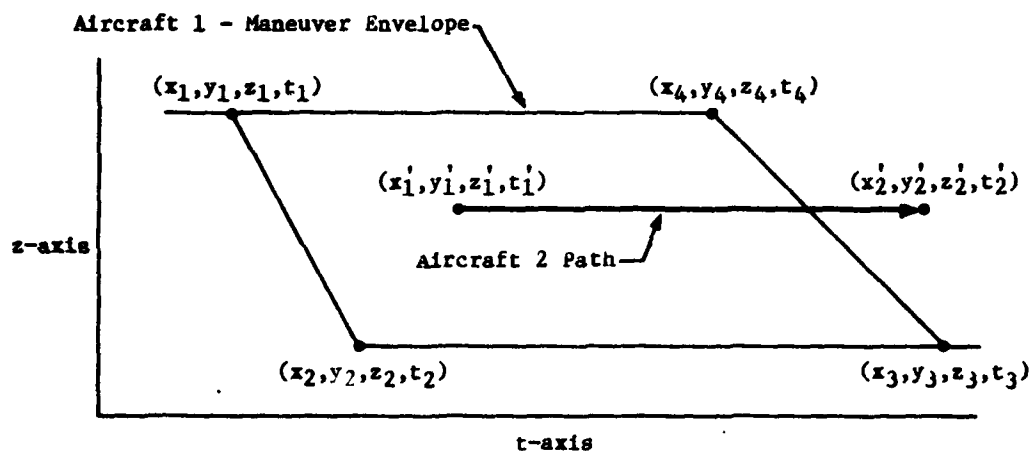 Aircraft 1 - Maneuver Envelope
(x1,y1,z1,t1)
(x4,y4,z4,t4)
(x1',y1',z1',t1')
(x2',y2',z2',t2')
z-axis
Aircraft 2 Path
(x2,y2,z2,t2)
(x3,y3,z3,t3)
t-axis